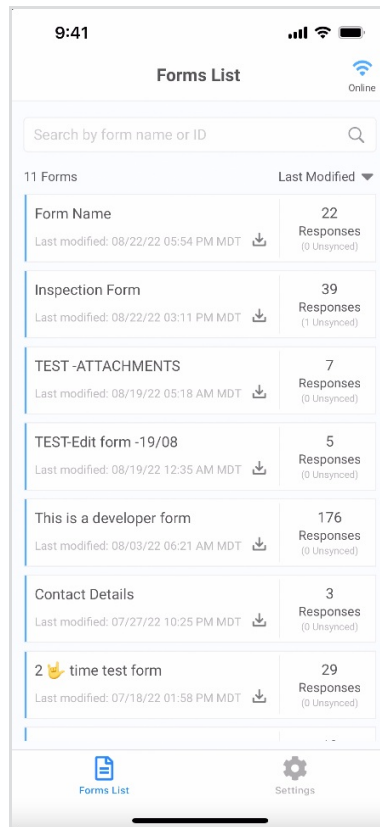 9:41
Forms List
Online
Search by form name or ID
11 Forms
Last Modified
Form Name
22
Responses
Last modified: 08/22/22 05:54 PM MDT
(0 Unsynced)
Inspection Form
39
Responses
Last modified: 08/22/22 03:11 PM MDT
(1 Unsynced)
TEST -ATTACHMENTS
7
Responses
Last modified: 08/19/22 05:18 AM MDT
(0 Unsynced)
TEST-Edit form -19/08
5
Responses
Last modified: 08/19/22 12:35 AM MDT
(0 Unsynced)
This is a developer form
176
Responses
Last modified: 08/03/22 06:21 AM MDT
(0 Unsynced)
Contact Details
3
Responses
Last modified: 07/27/22 10:25 PM MDT
(0 Unsynced)
2 🤟 time test form
29
Responses
Last modified: 07/18/22 01:58 PM MDT
(0 Unsynced)
Forms List
Settings